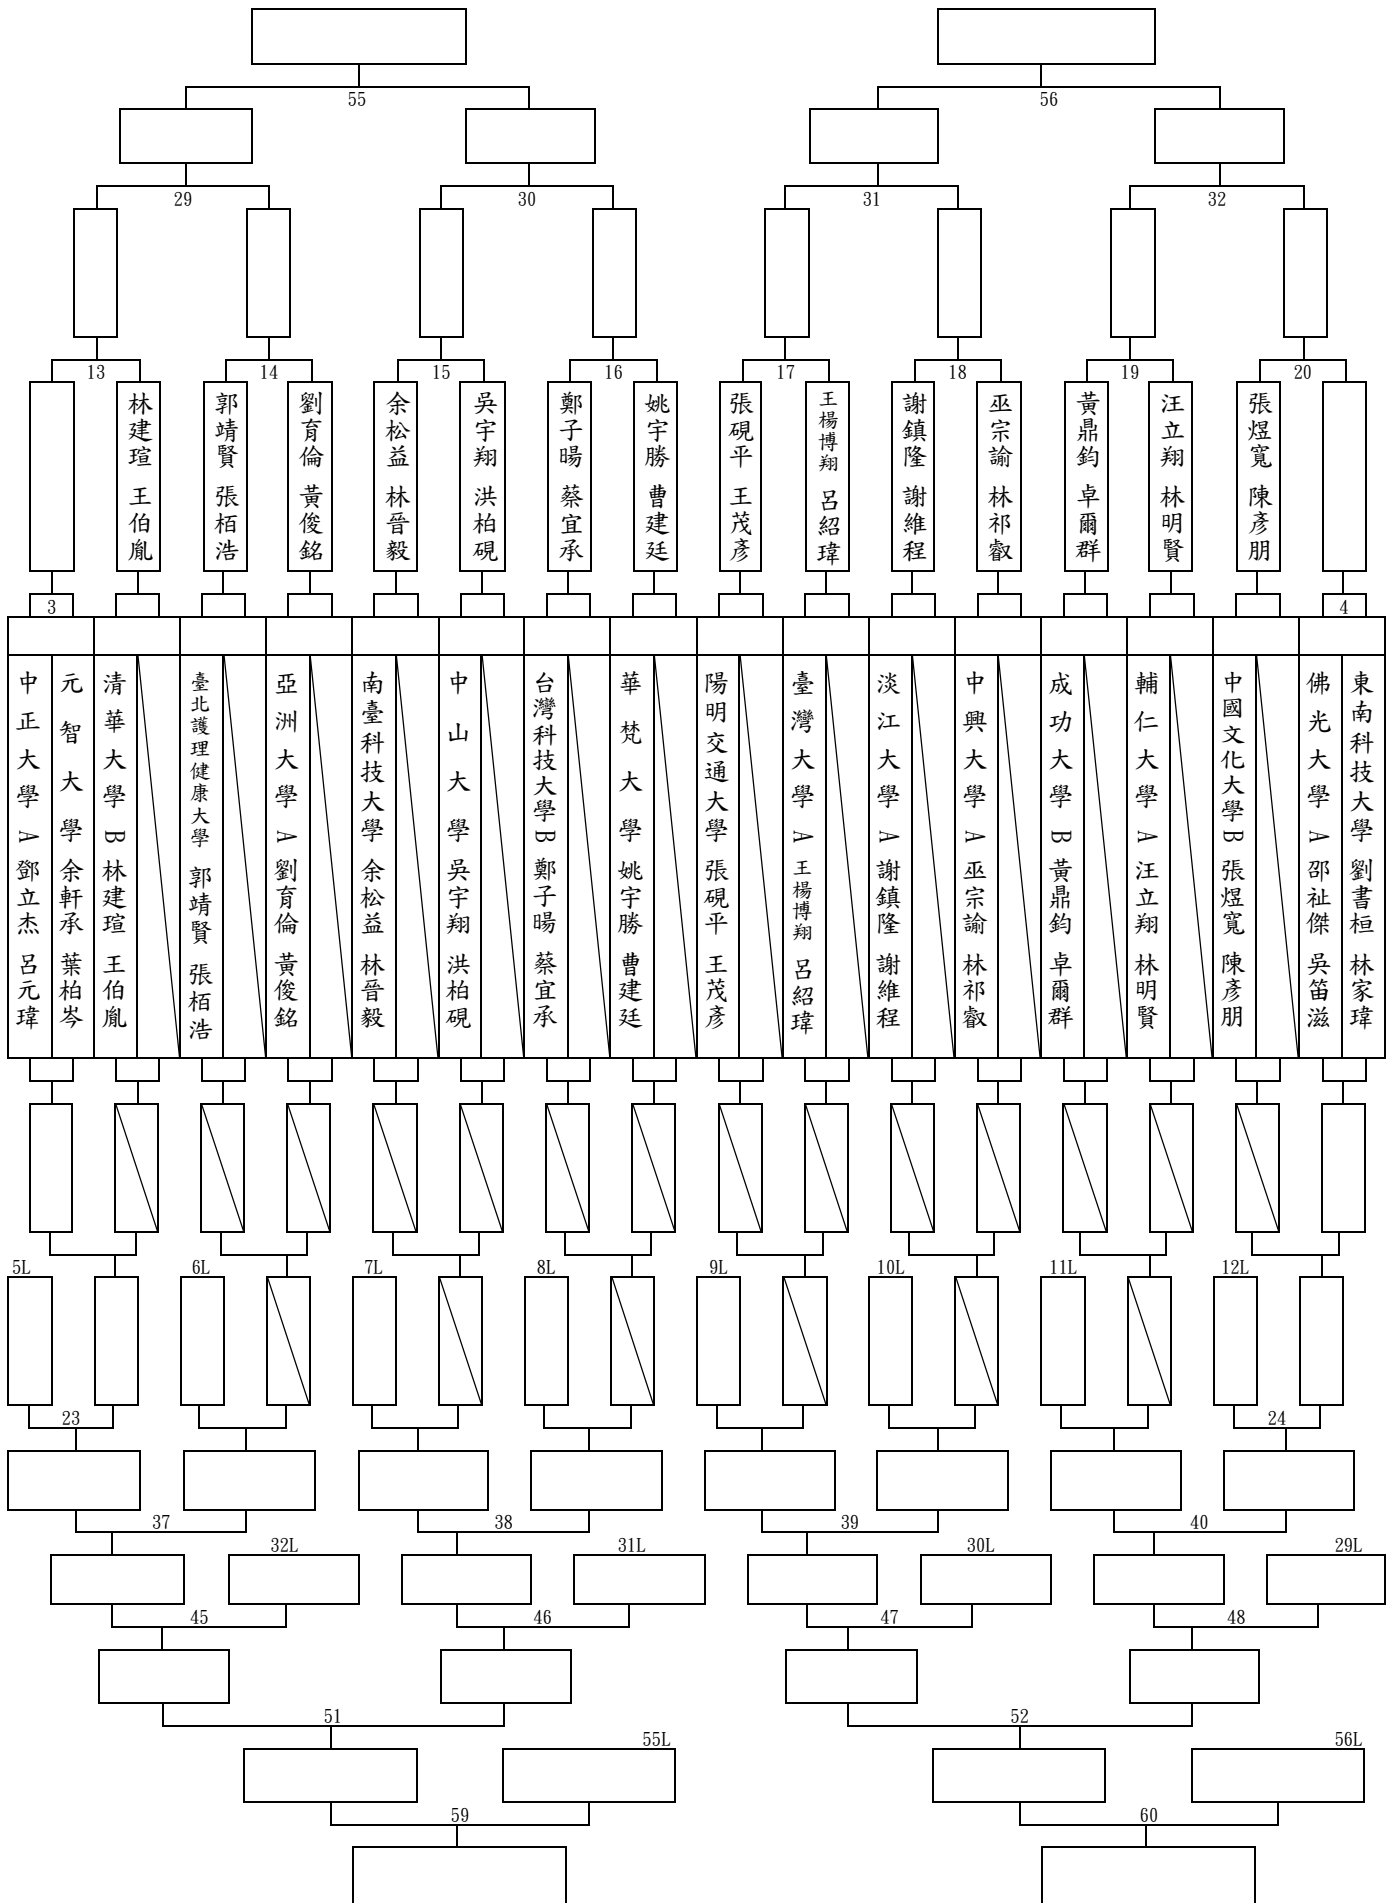 55
56
29
30
31
32
13
14
15
16
17
18
19
20
林建瑄 王伯胤
郭靖賢 張栢浩
劉育倫 黃俊銘
余松益 林晉毅
吳宇翔 洪柏硯
鄭子暘 蔡宜承
姚宇勝 曹建廷
張硯平 王茂彥
王楊博翔 呂紹瑋
謝鎮隆 謝維程
巫宗諭 林祁叡
黃鼎鈞 卓爾群
汪立翔 林明賢
張煜寬 陳彥朋
3
4
中正大學 A 鄧立杰 呂元瑋
元智大學 余軒承 葉柏岑
清華大學 B 林建瑄 王伯胤
臺北護理健康大學 郭靖賢 張栢浩
亞洲大學 A 劉育倫 黃俊銘
南臺科技大學 余松益 林晉毅
中山大學 吳宇翔 洪柏硯
台灣科技大學B 鄭子暘 蔡宜承
華梵大學 姚宇勝 曹建廷
陽明交通大學 張硯平 王茂彥
臺灣大學 A 王楊博翔 呂紹瑋
淡江大學 A 謝鎮隆 謝維程
中興大學 A 巫宗諭 林祁叡
成功大學 B 黃鼎鈞 卓爾群
輔仁大學 A 汪立翔 林明賢
中國文化大學B 張煜寬 陳彥朋
佛光大學 A 邵祉傑 吳笛滋
東南科技大學 劉書桓 林家瑋
5L
6L
7L
8L
9L
10L
11L
12L
23
24
37
38
39
40
32L
31L
30L
29L
45
46
47
48
51
52
55L
56L
59
60